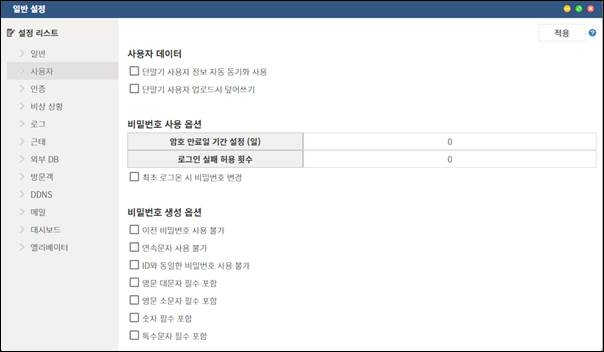 일반 설정
설정 리스트
적용
일반
사용자
인증
비상 상황
로그
근태
외부 DB
방문객
DDNS
메일
대시보드
엘리베이터
사용자 데이터
단말기 사용자 정보 자동 동기화 사용
단말기 사용자 업로드시 덮어쓰기
비밀번호 사용 옵션
암호 만료일 기간 설정 (일) 0
로그인 실패 허용 횟수 0
최초 로그온 시 비밀번호 변경
비밀번호 생성 옵션
이전 비밀번호 사용 불가
연속문자 사용 불가
ID와 동일한 비밀번호 사용 불가
영문 대문자 필수 포함
영문 소문자 필수 포함
숫자 필수 포함
특수문자 필수 포함